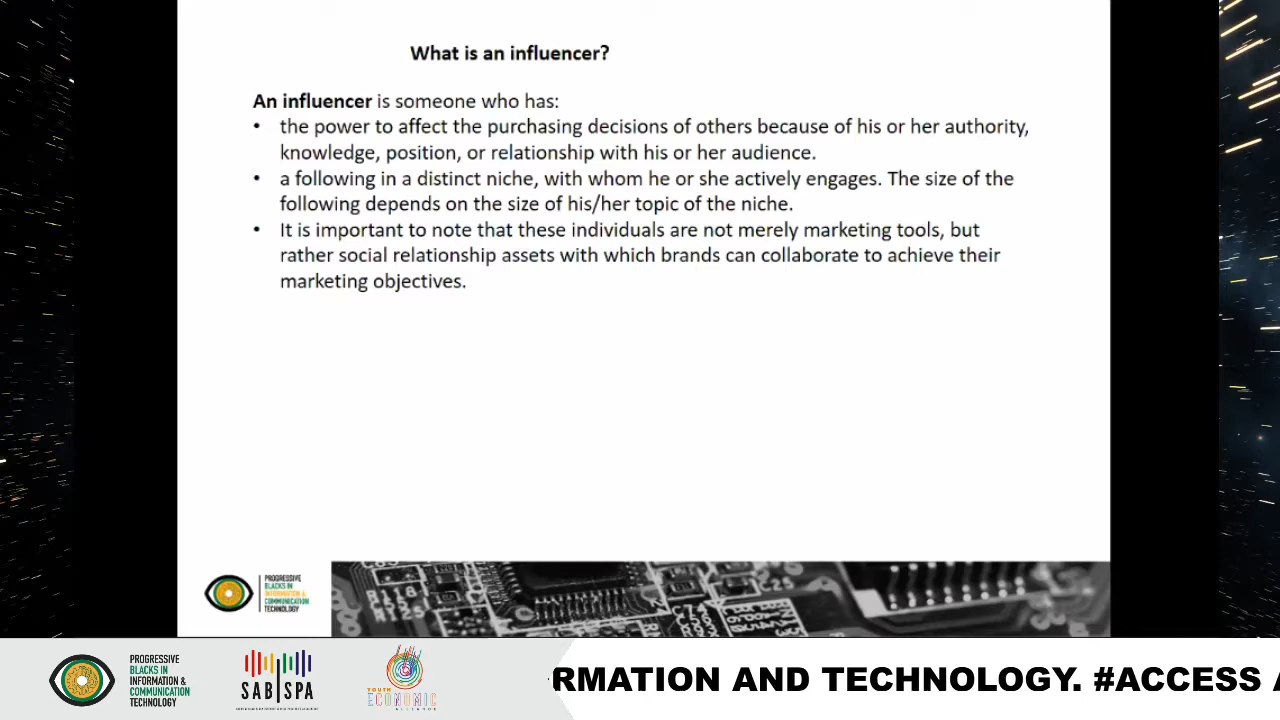 What is an influencer?
An influencer is someone who has:
• the power to affect the purchasing decisions of others because of his or her authority,
knowledge, position, or relationship with his or her audience.
• a following in a distinct niche, with whom he or she actively engages. The size of the
following depends on the size of his/her topic of the niche.
• It is important to note that these individuals are not merely marketing tools, but
rather social relationship assets with which brands can collaborate to achieve their
marketing objectives.
PROGRESSIVE
BLACKS IN
INFORMATION &
COMMUNICATION
TECHNOLOGY
PROGRESSIVE
BLACKS IN
INFORMATION &
COMMUNICATION
TECHNOLOGY
SAB|SPA
YOUTH
ECONOMIC
ALLIANCE
RMATION AND TECHNOLOGY. #ACCESS A